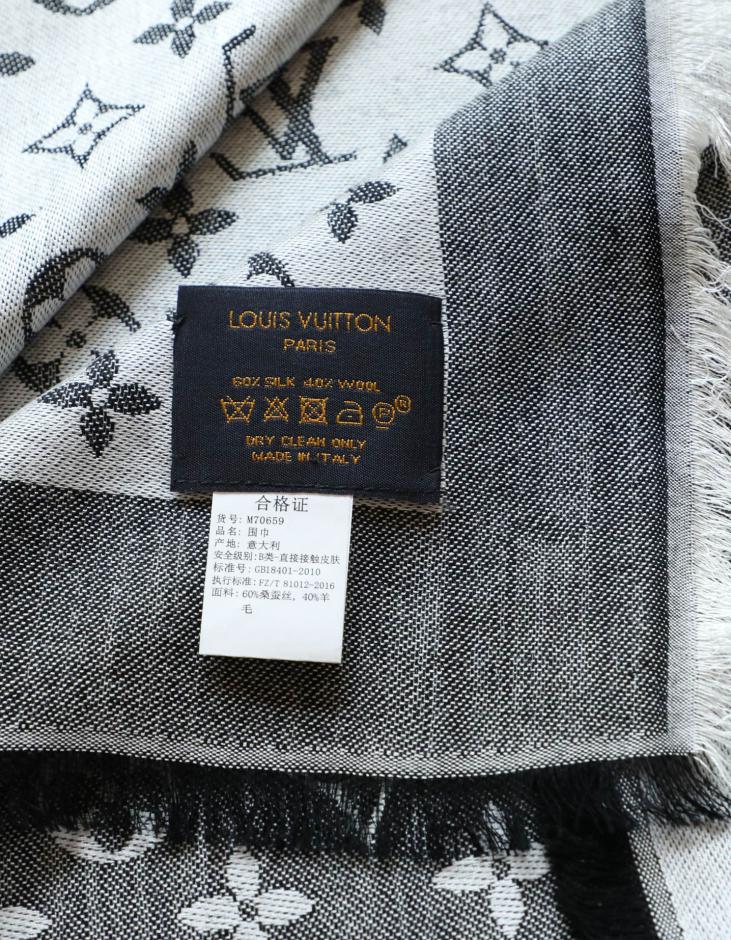 LOUIS VUITTON
PARIS
60% SILK 40% WOOL
P ®
DRY CLEAN ONLY
MADE IN ITALY
合格证
货号: M70659
品名: 围巾
产地: 意大利
安全级别:B类-直接接触皮肤
标准号: GB18401-2010
执行标准: FZ/T 81012-2016
面料: 60%桑蚕丝, 40%羊
毛